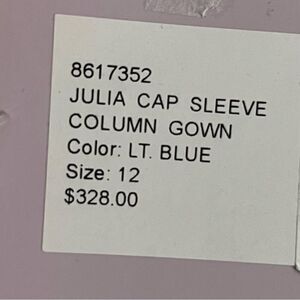 8617352
JULIA CAP SLEEVE
COLUMN GOWN
Color: LT. BLUE
Size: 12
$328.00